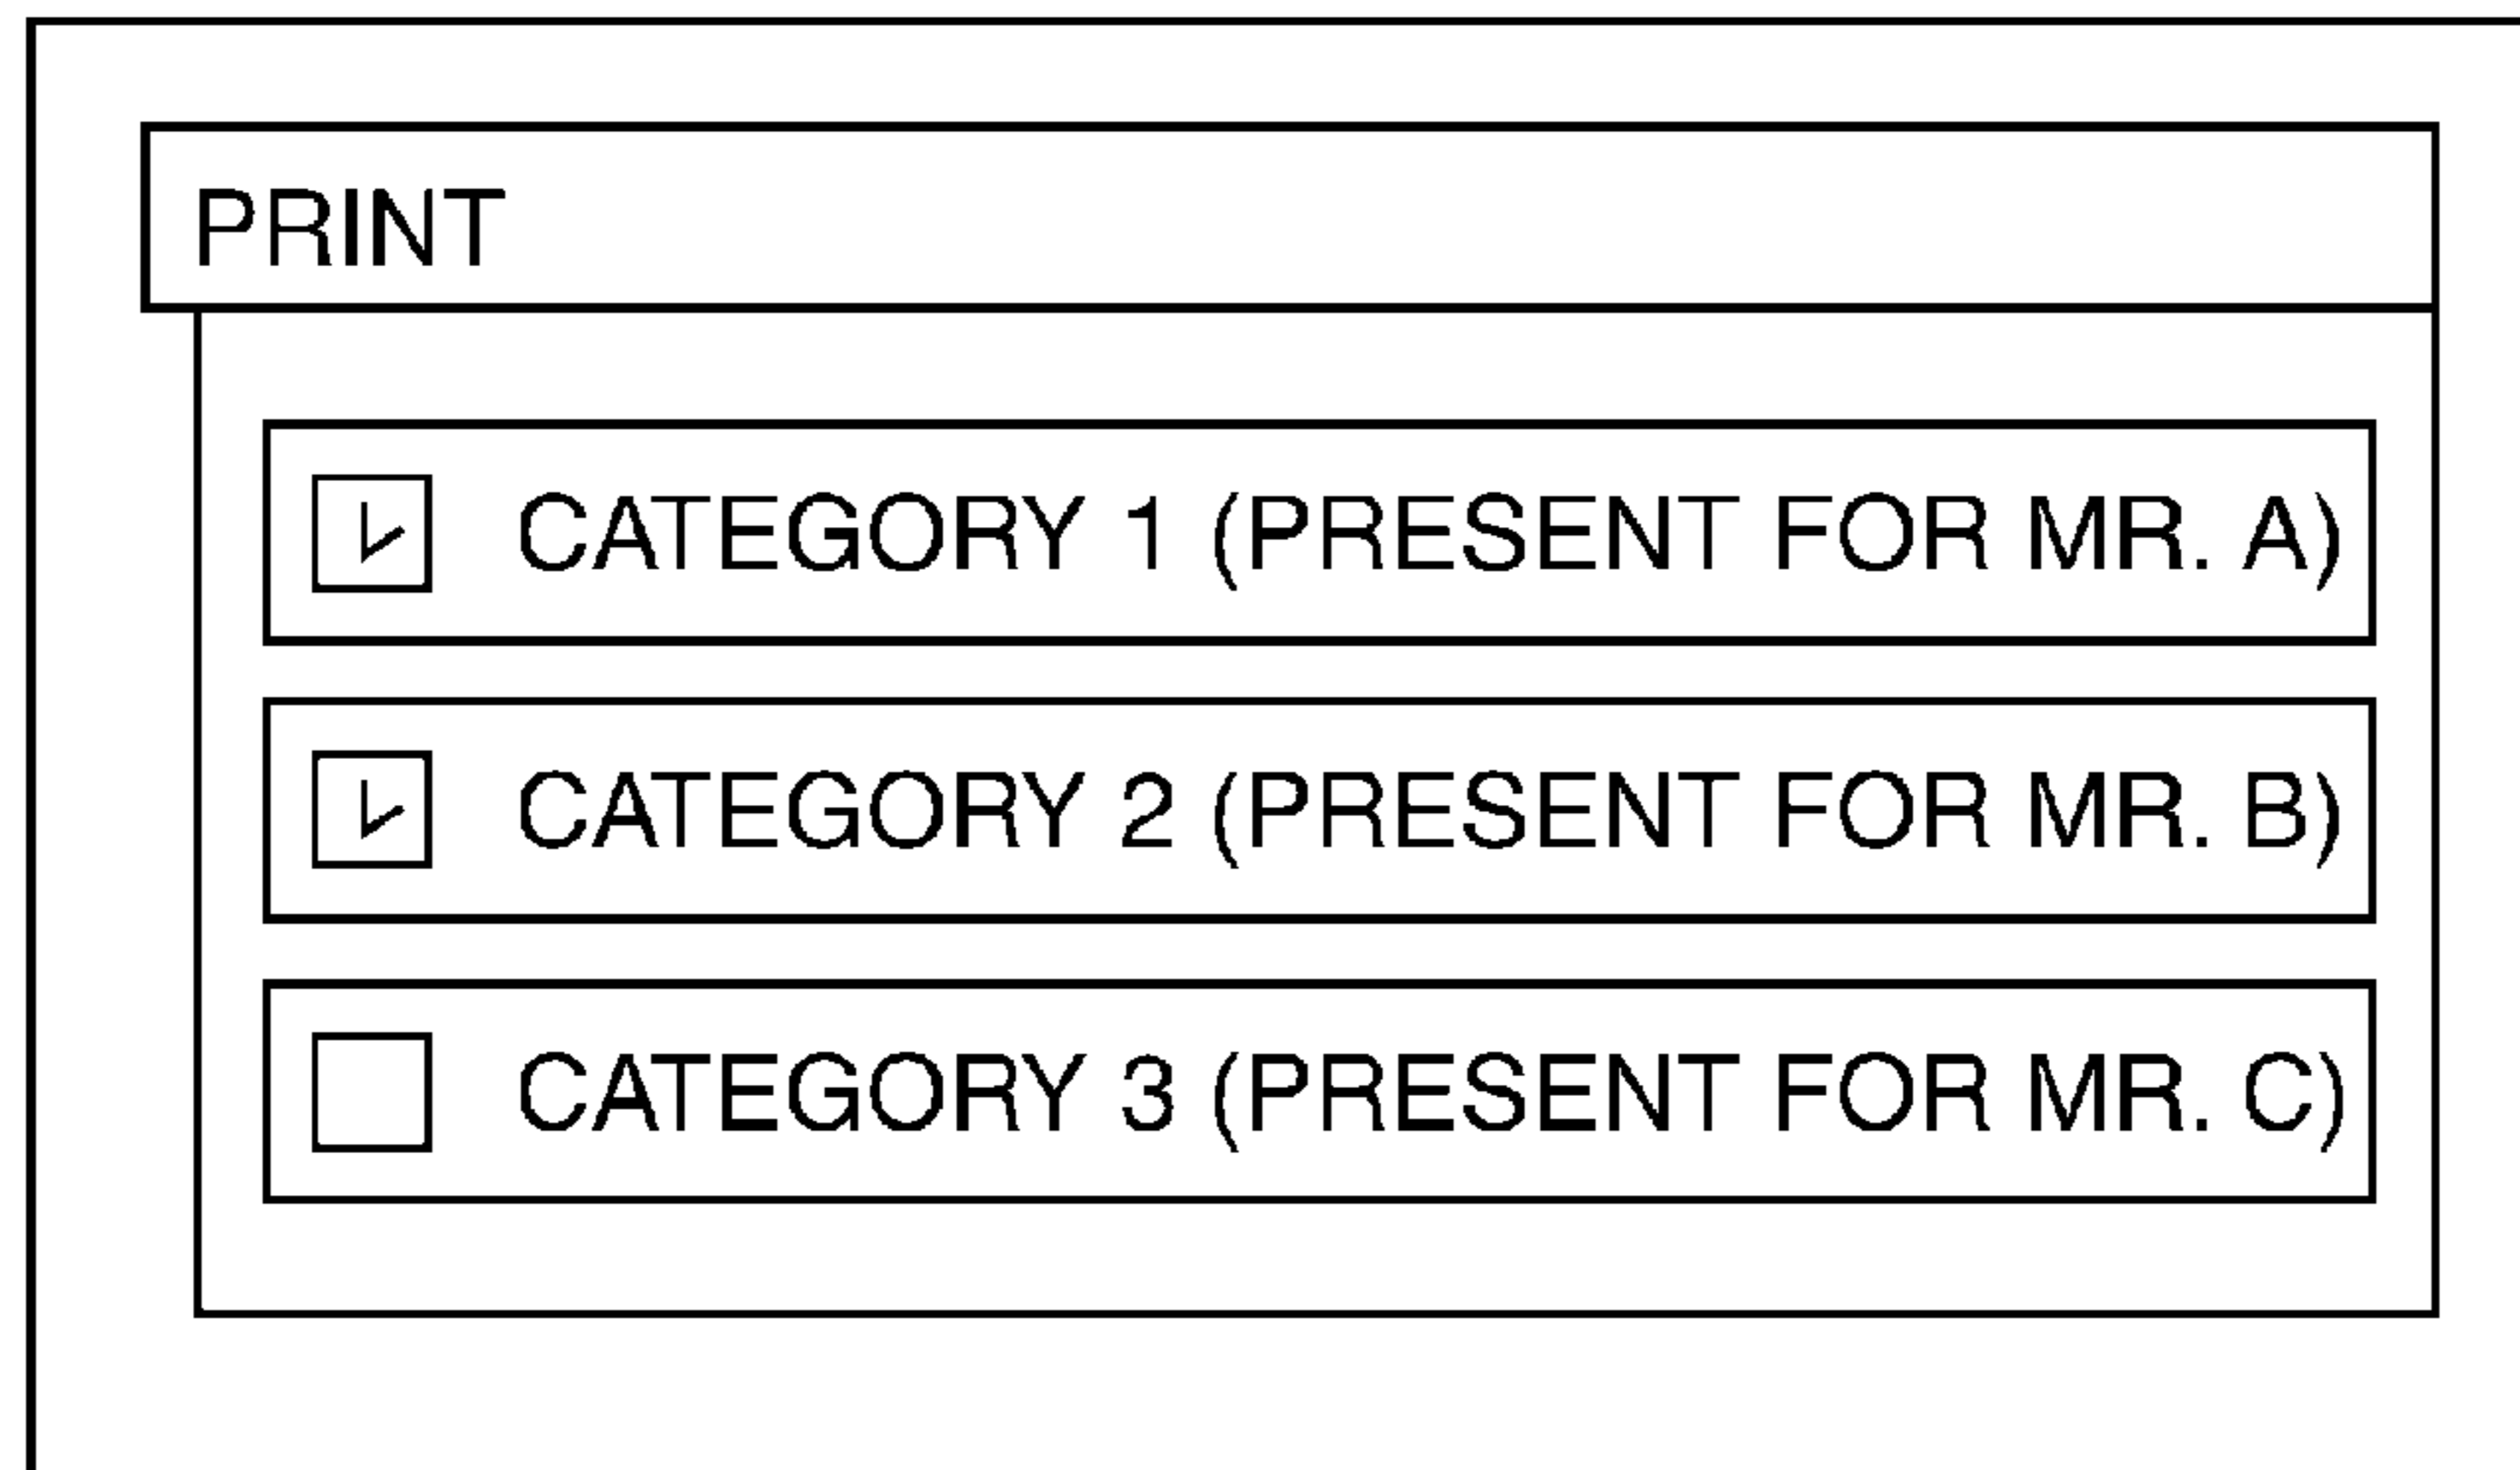 PRINT
CATEGORY 1 (PRESENT FOR MR. A)
CATEGORY 2 (PRESENT FOR MR. B)
CATEGORY 3 (PRESENT FOR MR. C)